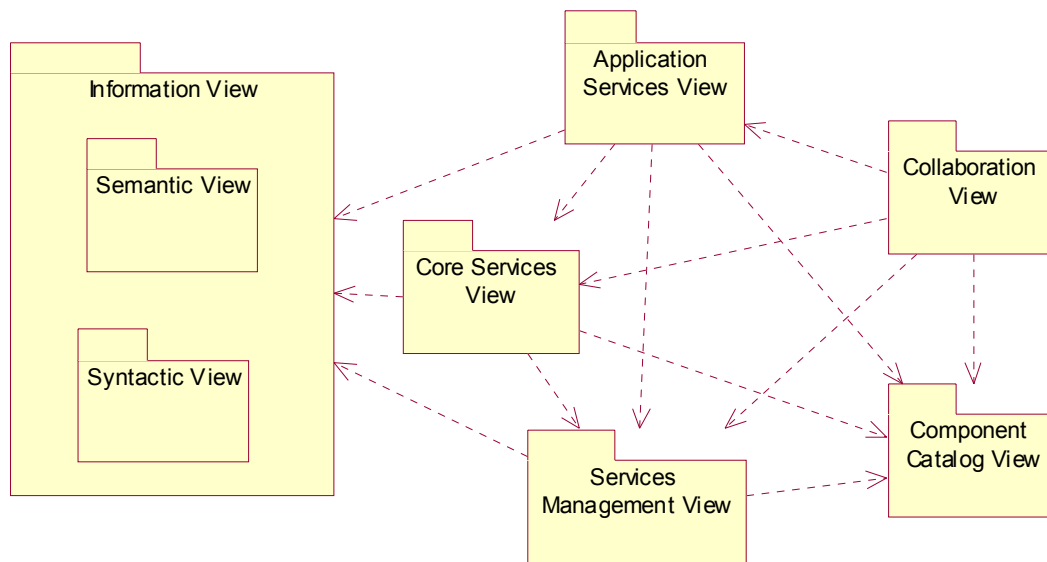 Information View
Semantic View
Syntactic View
Application
Services View
Core Services
View
Collaboration
View
Services
Management View
Component
Catalog View